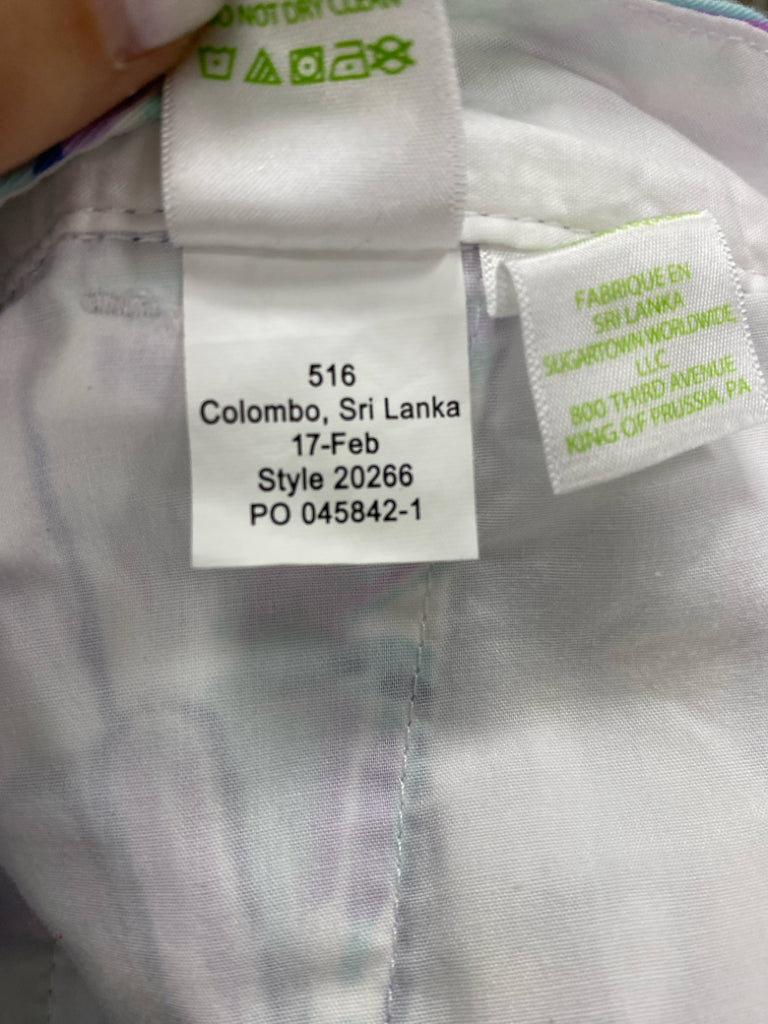 DO NOT DRY CLEAN
516
Colombo, Sri Lanka
17-Feb
Style 20266
PO 045842-1
FABRIQUE EN
SRI LANKA
SUGARTOWN WORLDWIDE
LLC
800 THIRD AVENUE
KING OF PRUSSIA, PA